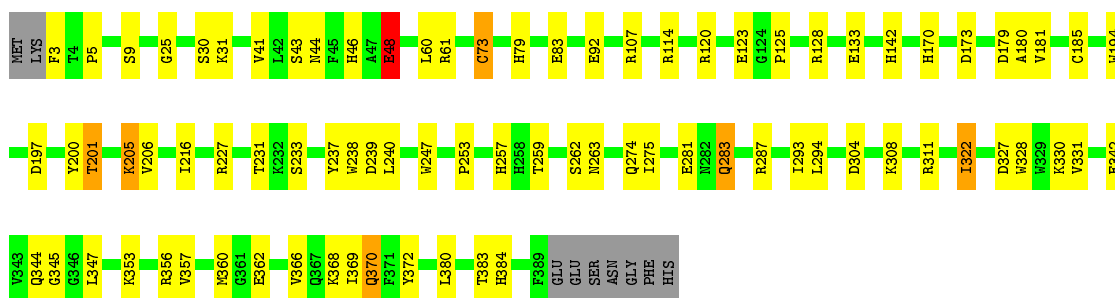 MET LYS F3 T4 P5 S9 G25 S30 K31 V41 L42 S43 N44 F45 H46 A47 E48 L60 R61 C73 H79 E83 E92 R107 R114 R120 E123 G124 P125 R128 E133 H142 H170 D173 D179 A180 V181 C185 W194
D197 Y200 T201 K205 V206 I216 R227 T231 K232 S233 Y237 W238 D239 L240 W247 P253 H257 H258 T259 S262 N263 Q274 I275 E281 N282 Q283 R287 I293 L294 D304 K308 R311 I322 D327 W328 W329 K330 V331 E342
V343 Q344 G345 G346 L347 K353 R356 V357 M360 G361 E362 V366 Q367 K368 I369 Q370 F371 Y372 L380 T383 H384 F389 GLU GLU SER ASN GLY PHE HIS